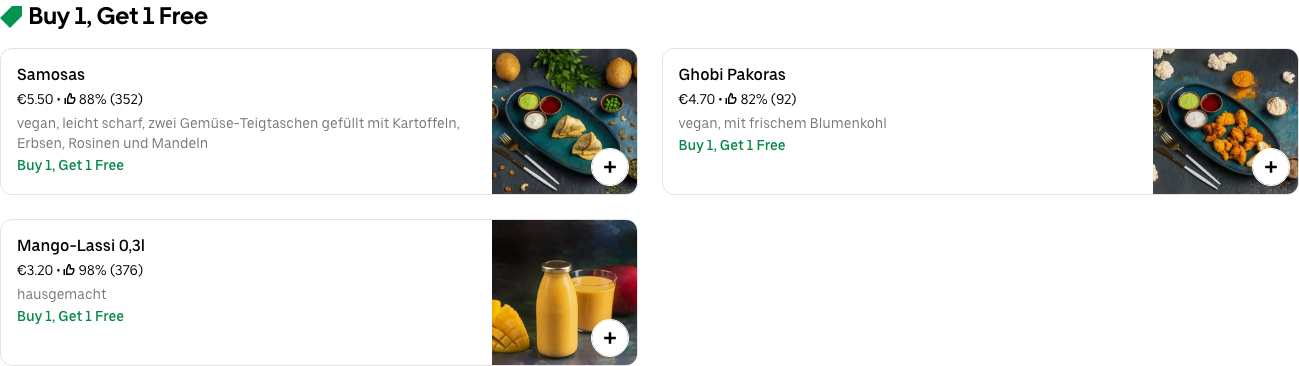 Buy 1, Get 1 Free
Samosas
€5.50 • 88% (352)
vegan, leicht scharf, zwei Gemüse-Teigtaschen gefüllt mit Kartoffeln,
Erbsen, Rosinen und Mandeln
Buy 1, Get 1 Free
Ghobi Pakoras
€4.70 • 82% (92)
vegan, mit frischem Blumenkohl
Buy 1, Get 1 Free
Mango-Lassi 0,3l
€3.20 • 98% (376)
hausgemacht
Buy 1, Get 1 Free